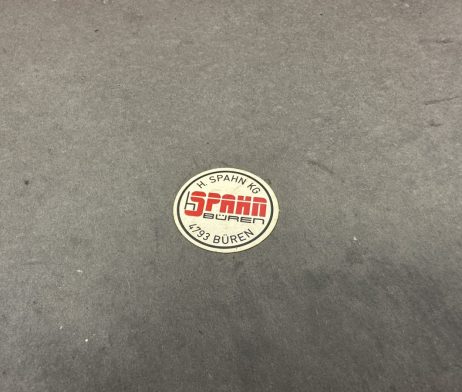 H. SPAHN KG
SPAHN
BÜREN
4793 BÜREN